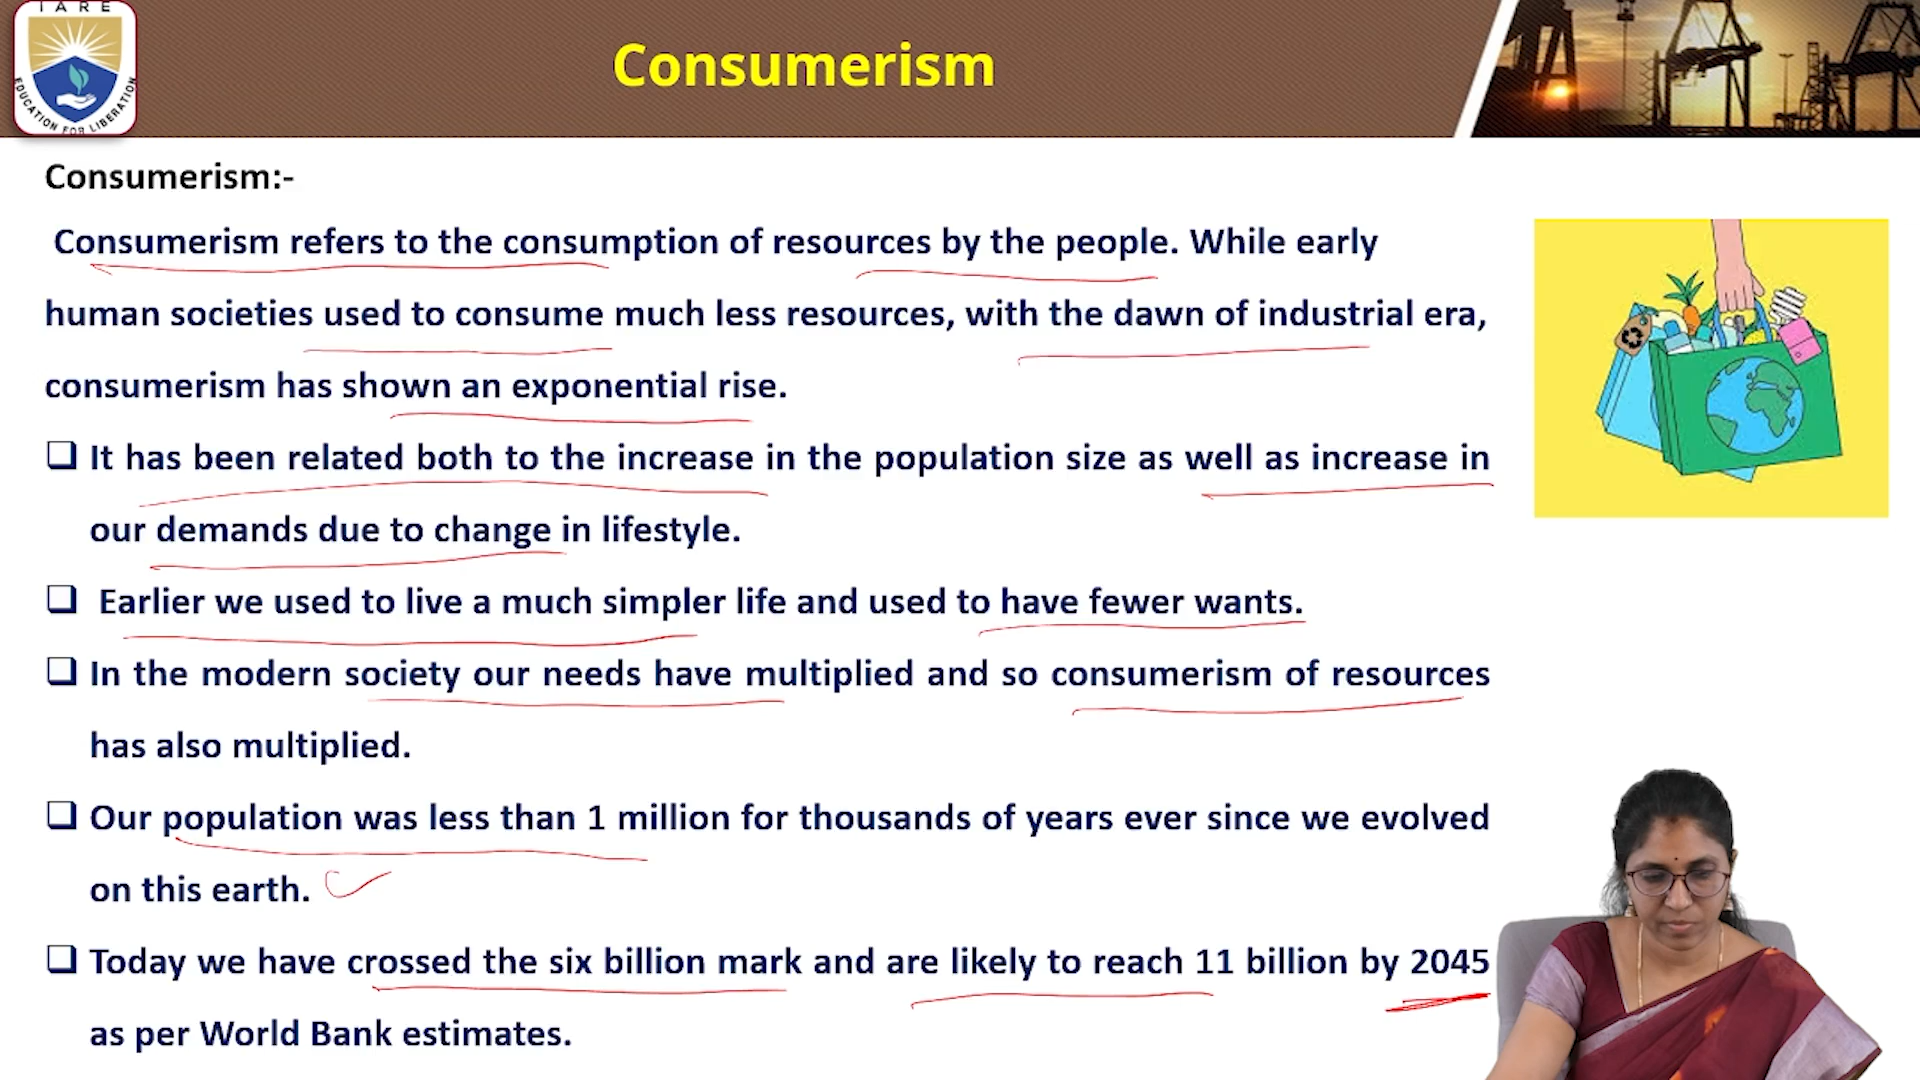 IARE
EDUCATION FOR LIBERATION
Consumerism
Consumerism:-
Consumerism refers to the consumption of resources by the people. While early
human societies used to consume much less resources, with the dawn of industrial era,
consumerism has shown an exponential rise.
❑ It has been related both to the increase in the population size as well as increase in
our demands due to change in lifestyle.
❑ Earlier we used to live a much simpler life and used to have fewer wants.
❑ In the modern society our needs have multiplied and so consumerism of resources
has also multiplied.
❑ Our population was less than 1 million for thousands of years ever since we evolved
on this earth.
❑ Today we have crossed the six billion mark and are likely to reach 11 billion by 2045
as per World Bank estimates.